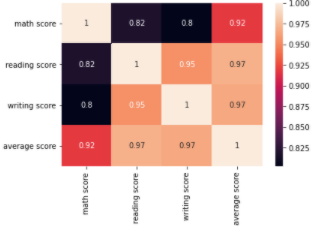 math score 1 0.82 0.8 0.92
reading score 0.82 1 0.95 0.97
writing score 0.8 0.95 1 0.97
average score 0.92 0.97 0.97 1
math score
reading score
writing score
average score
1.000
0.975
0.950
0.925
0.900
0.875
0.850
0.825